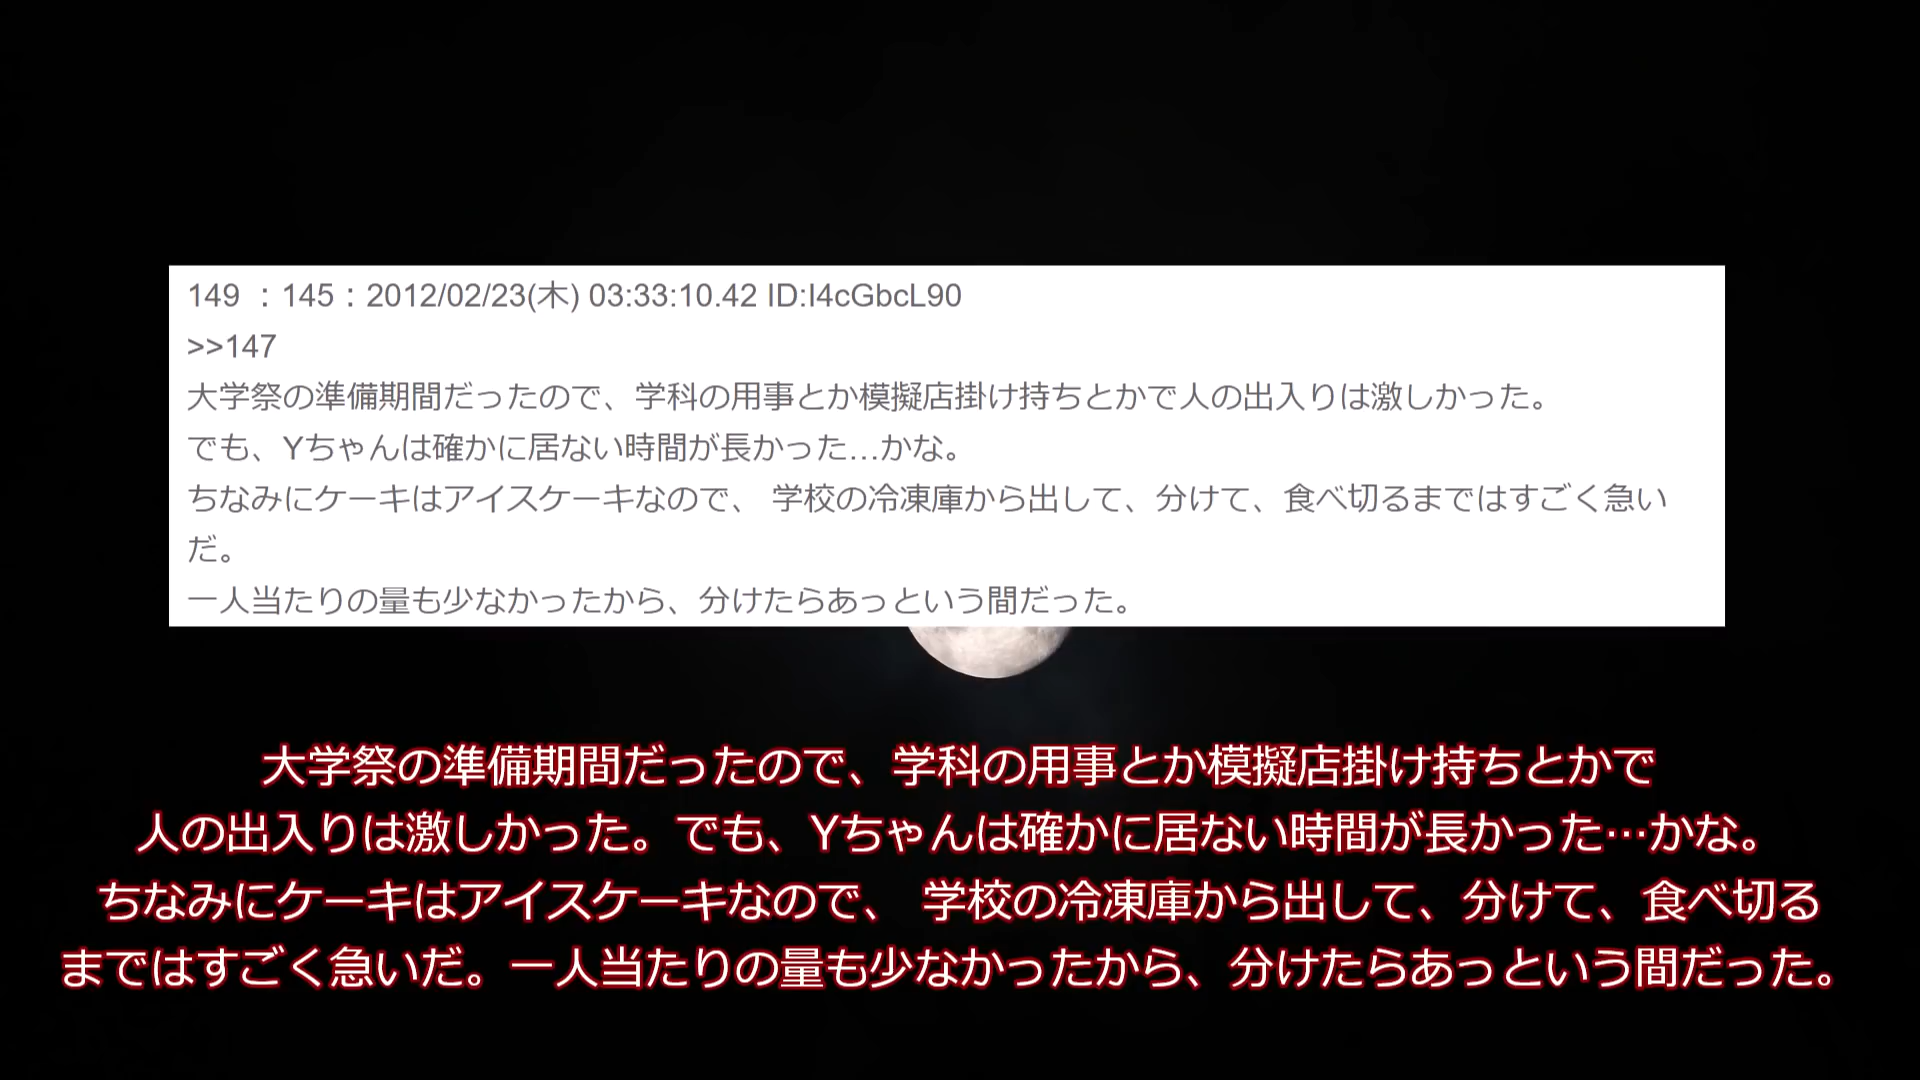 149 ：145：2012/02/23(木) 03:33:10.42 ID:I4cGbcL90
>>147
大学祭の準備期間だったので、学科の用事とか模擬店掛け持ちとかで人の出入りは激しかった。
でも、Yちゃんは確かに居ない時間が長かった…かな。
ちなみにケーキはアイスケーキなので、 学校の冷凍庫から出して、分けて、食べ切るまではすごく急い
だ。
一人当たりの量も少なかったから、分けたらあっという間だった。
大学祭の準備期間だったので、学科の用事とか模擬店掛け持ちとかで
人の出入りは激しかった。でも、Yちゃんは確かに居ない時間が長かった…かな。
ちなみにケーキはアイスケーキなので、 学校の冷凍庫から出して、分けて、食べ切る
まではすごく急いだ。一人当たりの量も少なかったから、分けたらあっという間だった。